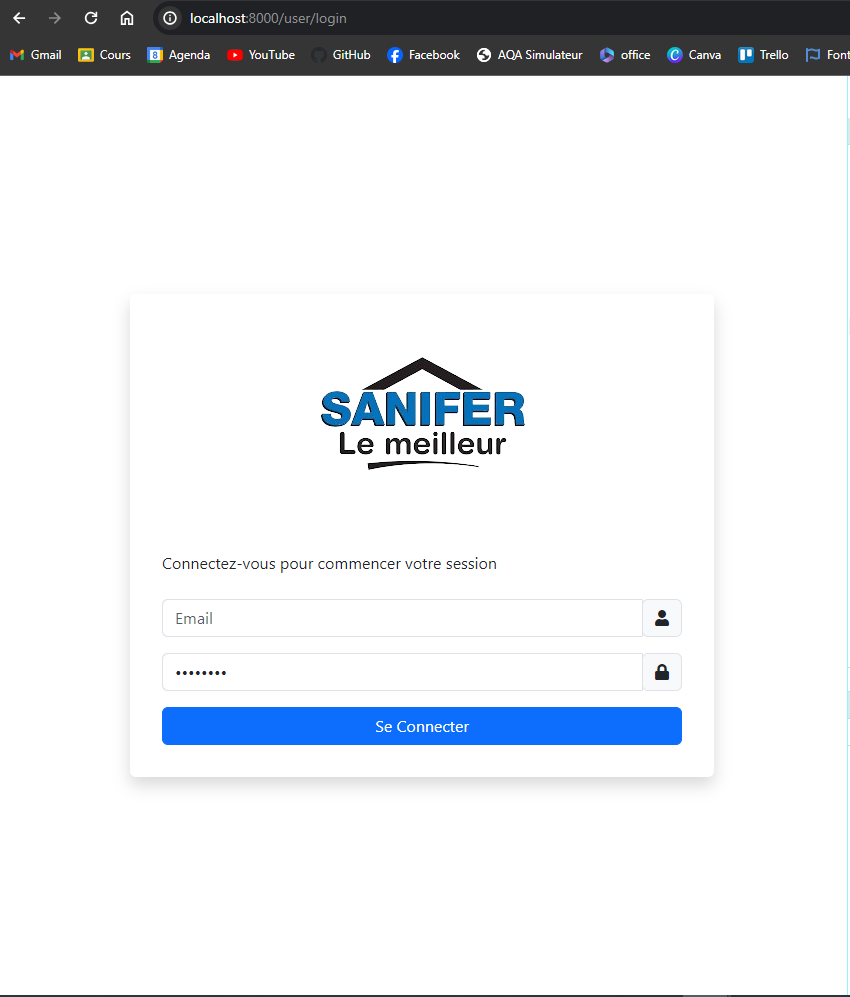 localhost:8000/user/login
Gmail Cours Agenda YouTube GitHub Facebook AQA Simulateur office Canva Trello Font
SANIFER
Le meilleur
Connectez-vous pour commencer votre session
Email
••••••••
Se Connecter